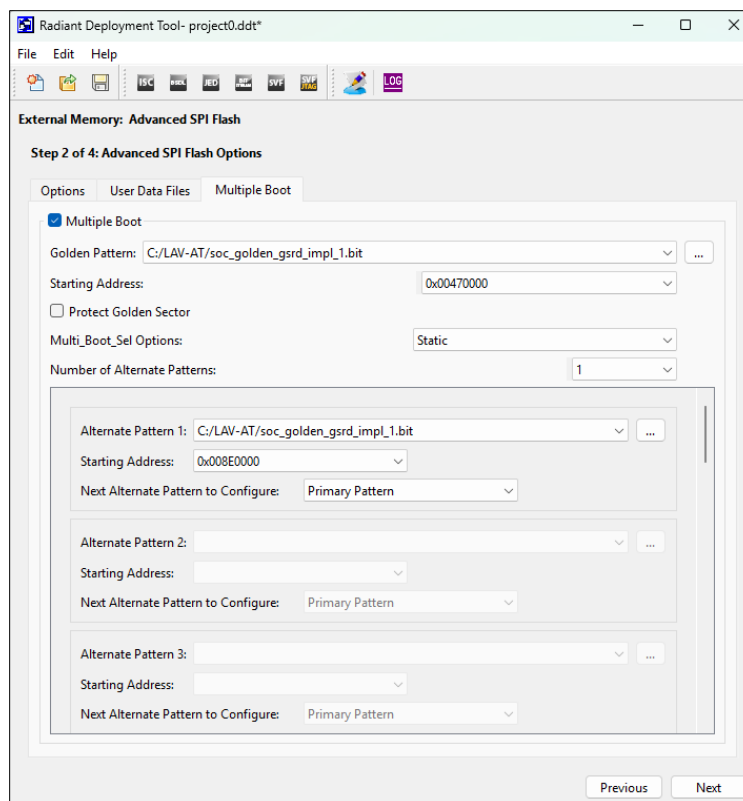 Radiant Deployment Tool- project0.ddt*
File Edit Help
ISC BSDL JED BIT STREAM SVF SVF JTAG LOG
External Memory: Advanced SPI Flash
Step 2 of 4: Advanced SPI Flash Options
Options User Data Files Multiple Boot
Multiple Boot
Golden Pattern: C:/LAV-AT/soc_golden_gsrd_impl_1.bit ...
Starting Address: 0x00470000
Protect Golden Sector
Multi_Boot_Sel Options: Static
Number of Alternate Patterns: 1
Alternate Pattern 1: C:/LAV-AT/soc_golden_gsrd_impl_1.bit ...
Starting Address: 0x008E0000
Next Alternate Pattern to Configure: Primary Pattern
Alternate Pattern 2: ...
Starting Address:
Next Alternate Pattern to Configure: Primary Pattern
Alternate Pattern 3: ...
Starting Address:
Next Alternate Pattern to Configure: Primary Pattern
Previous Next